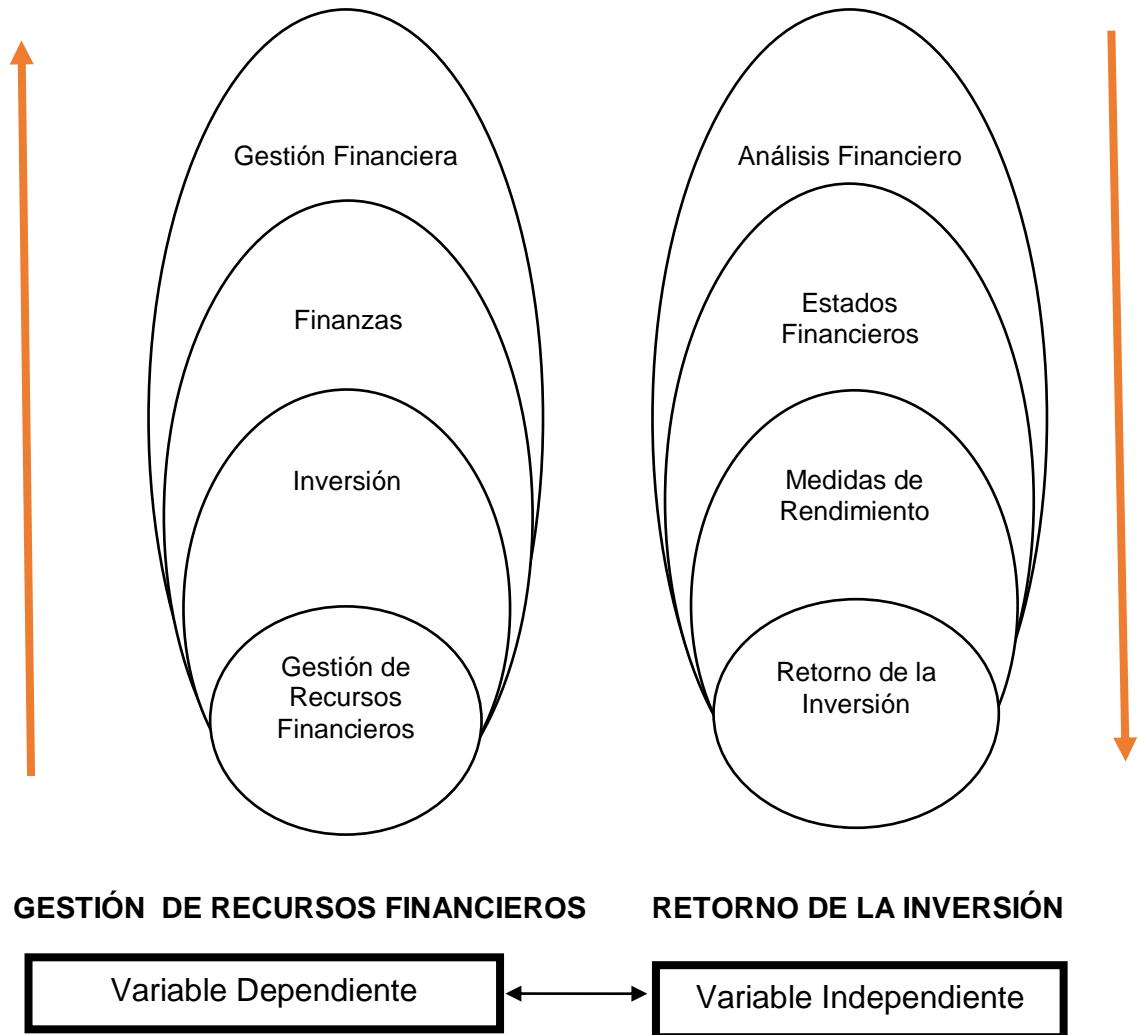 Gestión Financiera
Finanzas
Inversión
Gestión de
Recursos
Financieros
Análisis Financiero
Estados
Financieros
Medidas de
Rendimiento
Retorno de la
Inversión
GESTIÓN  DE RECURSOS FINANCIEROS
RETORNO DE LA INVERSIÓN
Variable Dependiente
Variable Independiente